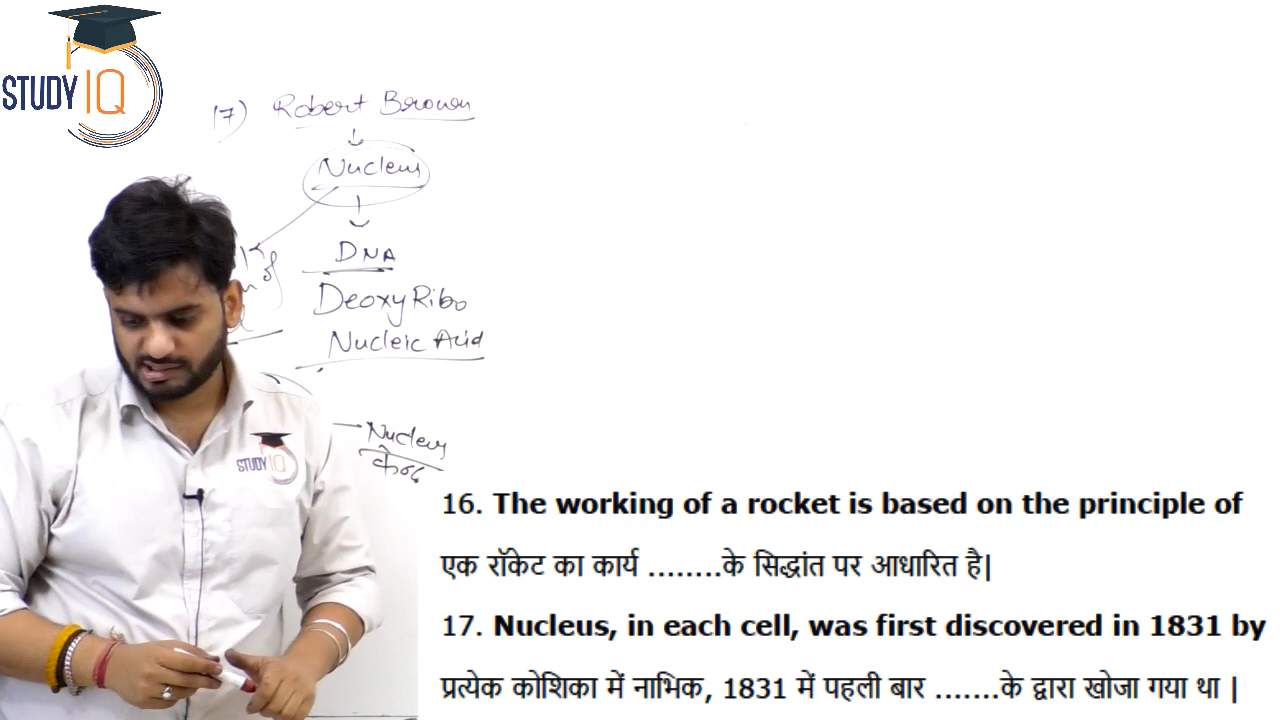 STUDY IQ
17) Robert Brown
Nucleus
DNA
DeoxyRibo
Nucleic Acid
Nucleus
STUDY IQ
16. The working of a rocket is based on the principle of
एक रॉकेट का कार्य ........के सिद्धांत पर आधारित है|
17. Nucleus, in each cell, was first discovered in 1831 by
प्रत्येक कोशिका में नाभिक, 1831 में पहली बार .......के द्वारा खोजा गया था |